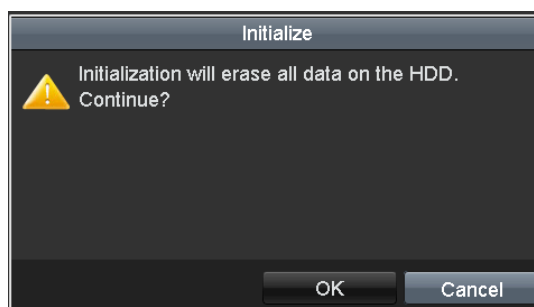 Initialize
Initialization will erase all data on the HDD.
Continue?
OK
Cancel